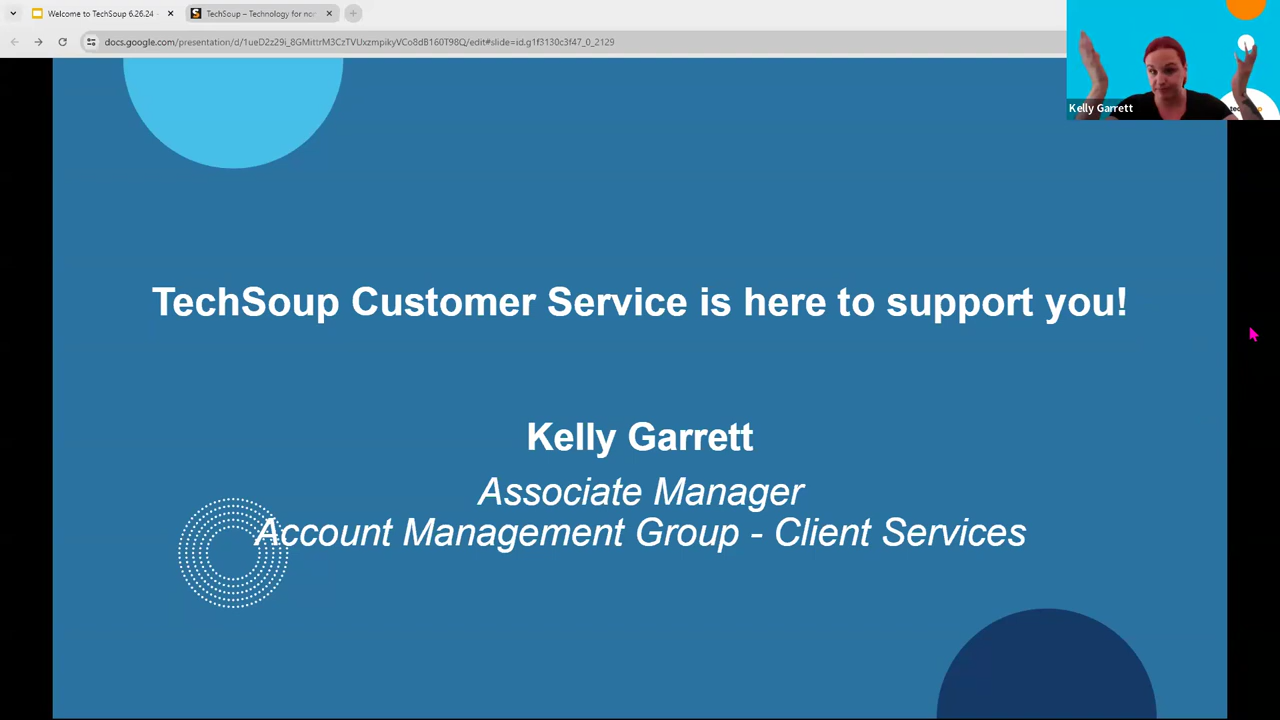 Welcome to TechSoup 6.26.24 -
TechSoup – Technology for non
docs.google.com/presentation/d/1ueD2z29i_8GMittrM3CzTVUxzmpikyVCo8dB160T98Q/edit#slide=id.g1f3130c3f47_0_2129
Kelly Garrett
TechSoup Customer Service is here to support you!
Kelly Garrett
Associate Manager
Account Management Group - Client Services